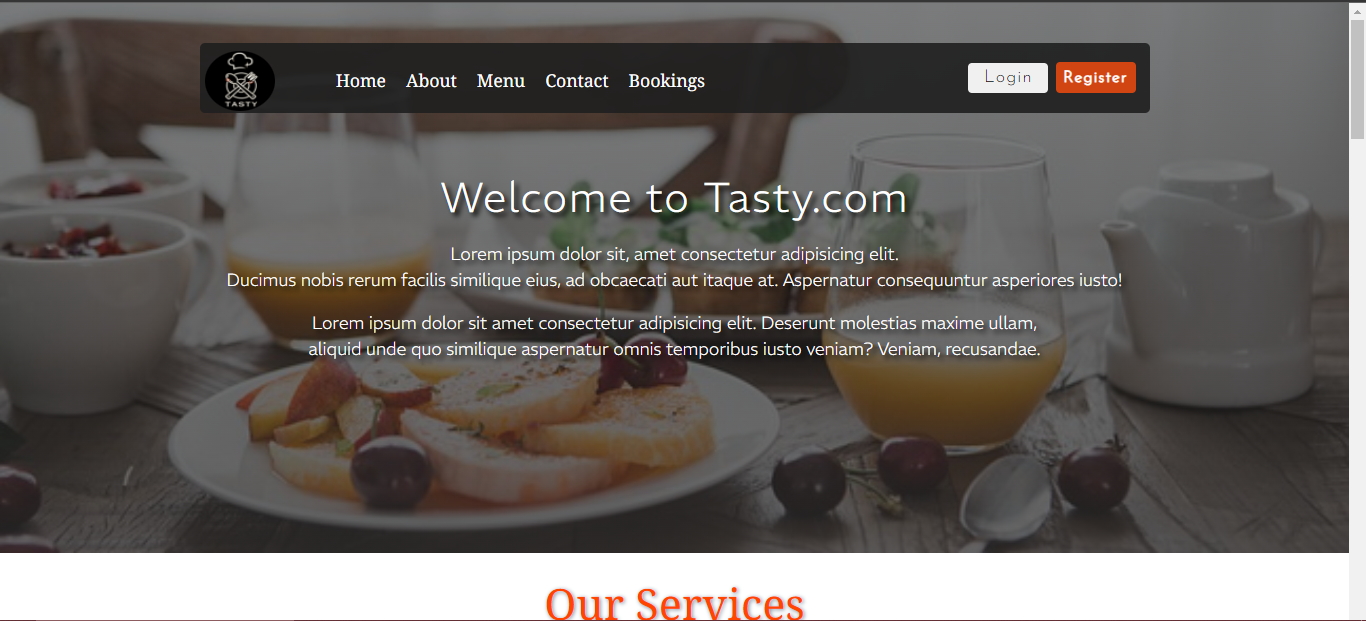 TASTY
Home About Menu Contact Bookings
Login Register
Welcome to Tasty.com
Lorem ipsum dolor sit, amet consectetur adipisicing elit.
Ducimus nobis rerum facilis similique eius, ad obcaecati aut itaque at. Aspernatur consequuntur asperiores iusto!
Lorem ipsum dolor sit amet consectetur adipisicing elit. Deserunt molestias maxime ullam,
aliquid unde quo similique aspernatur omnis temporibus iusto veniam? Veniam, recusandae.
Our Services